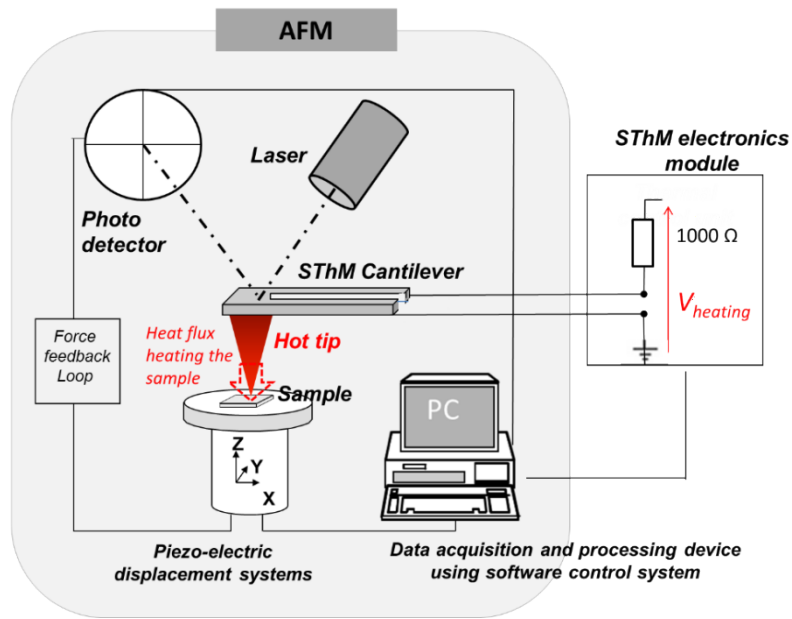 AFM
SThM electronics
module
Laser
1000 Ω
Photo
detector
SThM Cantilever
V heating
Force
feedback
Loop
Heat flux
heating the
sample
Hot tip
Sample
PC
Z
Y
X
Piezo-electric
displacement systems
Data acquisition and processing device
using software control system